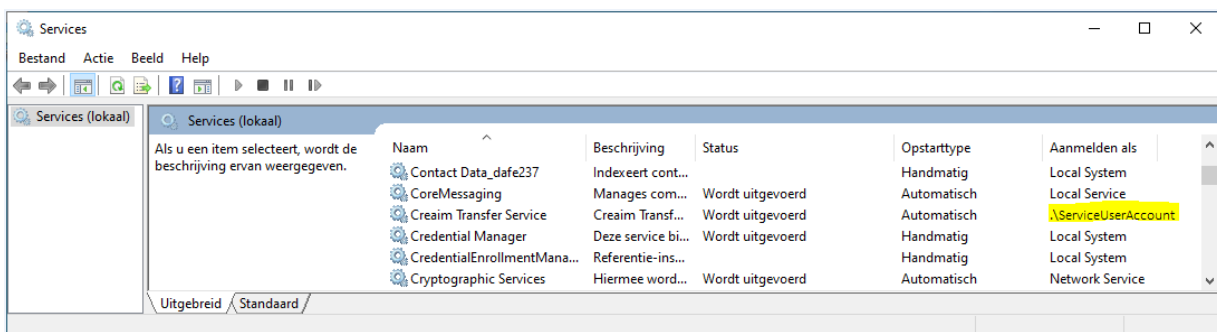 Services
Bestand Actie Beeld Help
Services (lokaal)
Services (lokaal)
Als u een item selecteert, wordt de
beschrijving ervan weergegeven.
Naam Beschrijving Status Opstarttype Aanmelden als
Contact Data_dafe237 Indexeert cont... Handmatig Local System
CoreMessaging Manages com... Wordt uitgevoerd Automatisch Local Service
Creaim Transfer Service Creaim Transf... Wordt uitgevoerd Automatisch .\ServiceUserAccount
Credential Manager Deze service bi... Wordt uitgevoerd Handmatig Local System
CredentialEnrollmentMana... Referentie-ins... Handmatig Local System
Cryptographic Services Hiermee word... Wordt uitgevoerd Automatisch Network Service
Uitgebreid Standaard